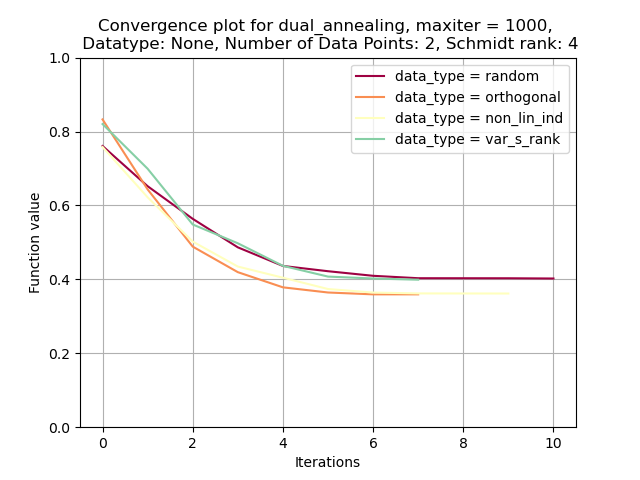 Convergence plot for dual_annealing, maxiter = 1000,
Datatype: None, Number of Data Points: 2, Schmidt rank: 4
1.0
0.8
0.6
0.4
0.2
0.0
Function value
data_type = random
data_type = orthogonal
data_type = non_lin_ind
data_type = var_s_rank
0 2 4 6 8 10
Iterations